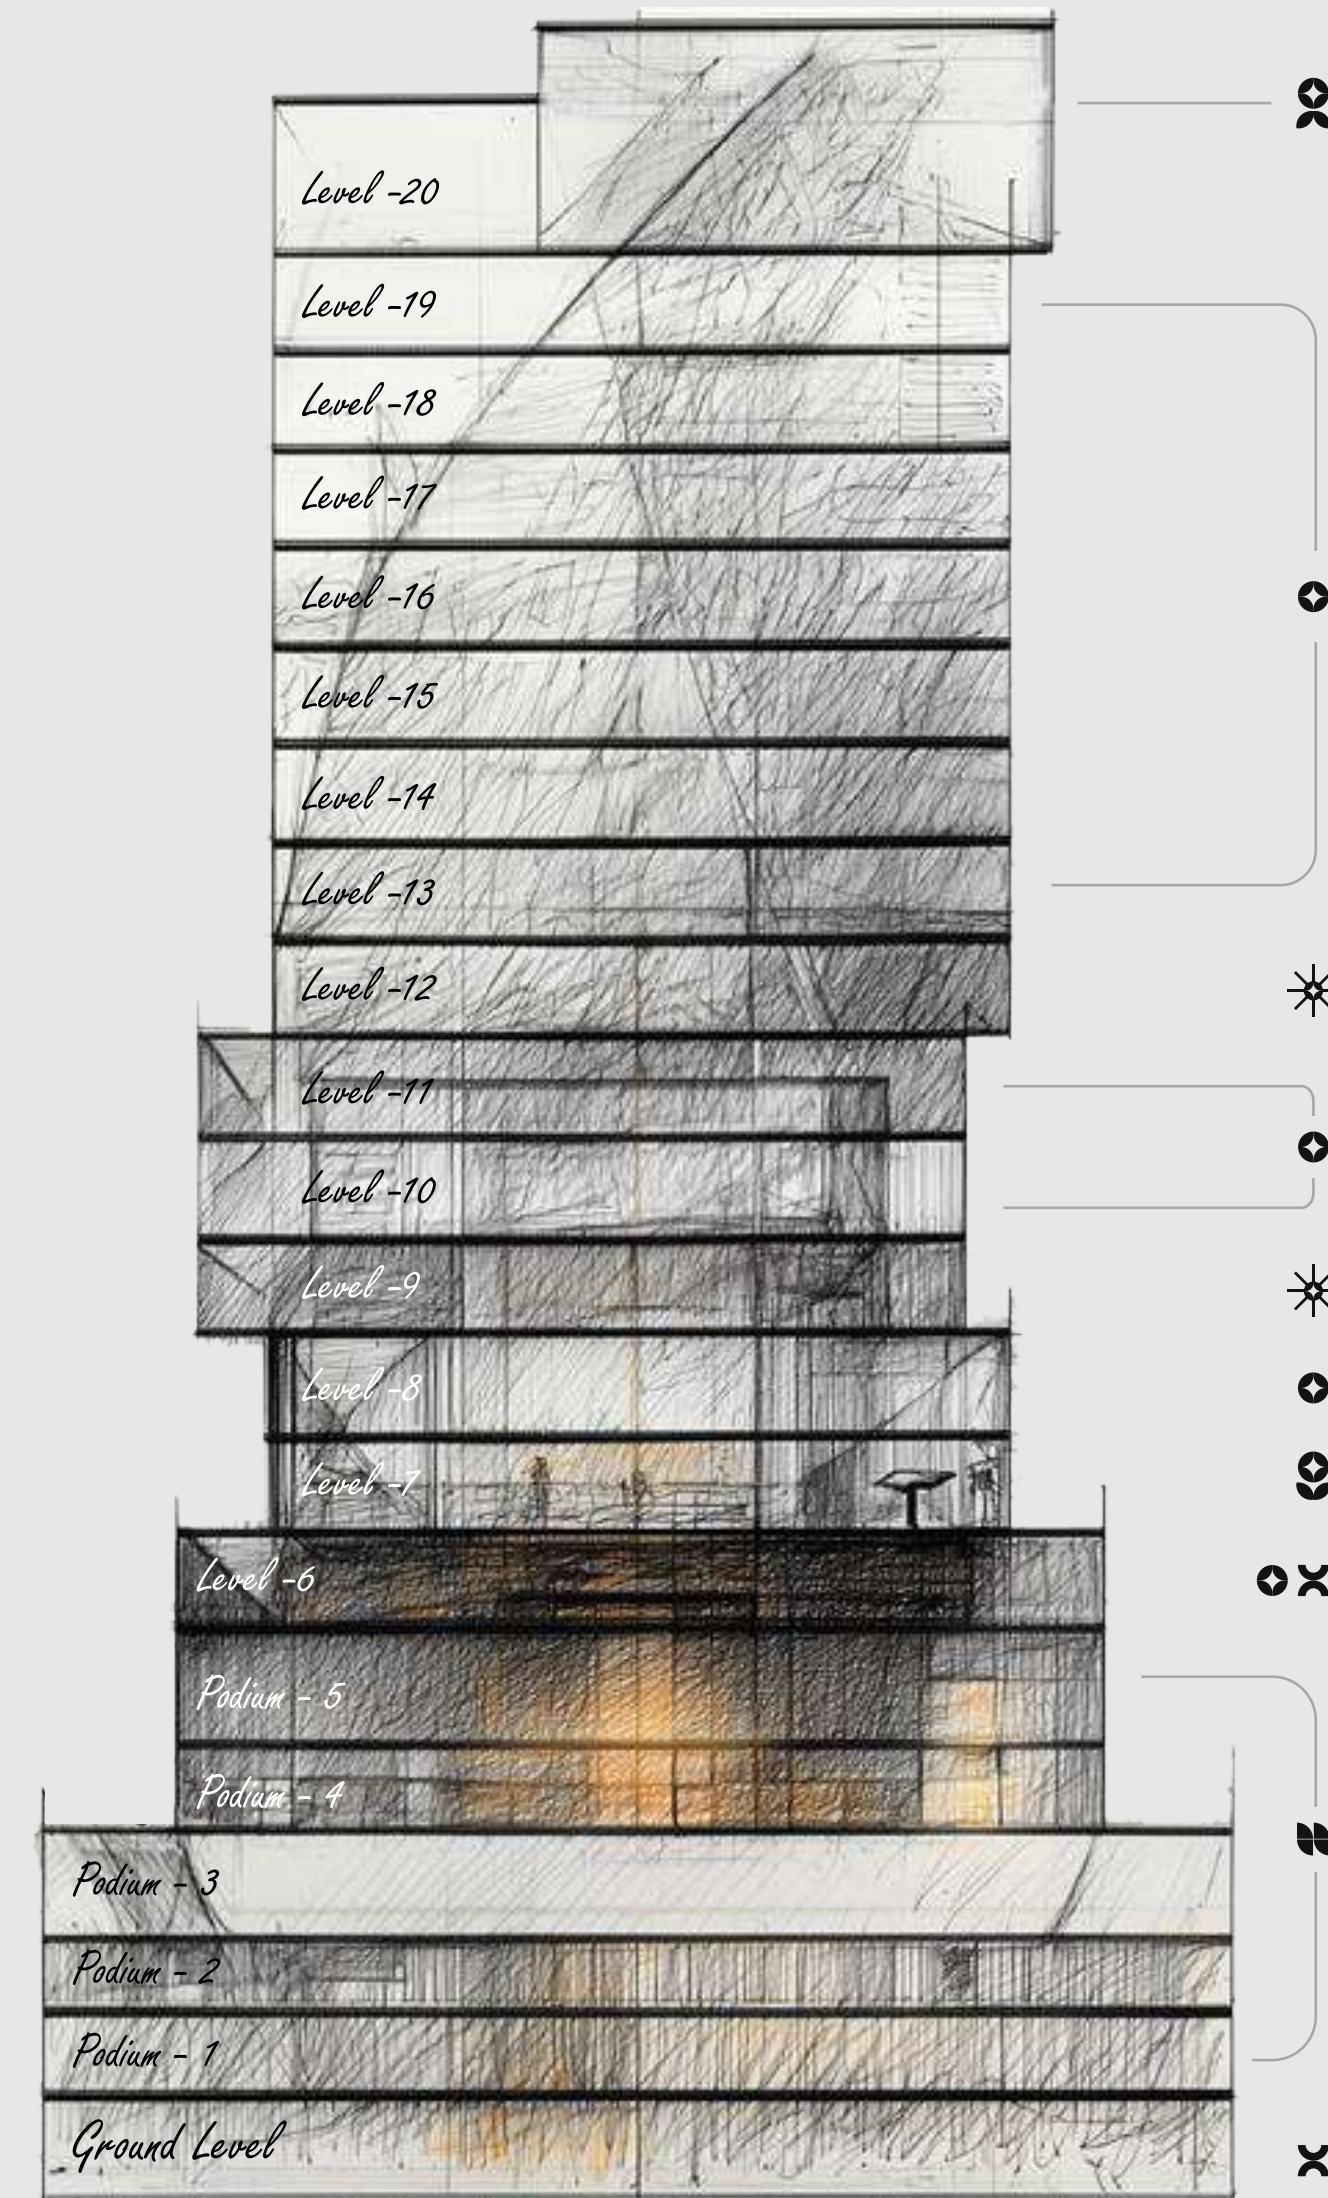 Level -20
Level -19
Level -18
Level -17
Level -16
Level -15
Level -14
Level -13
Level -12
Level -11
Level -10
Level -9
Level -8
Level -7
Level -6
Podium - 5
Podium - 4
Podium - 3
Podium - 2
Podium - 1
Ground Level